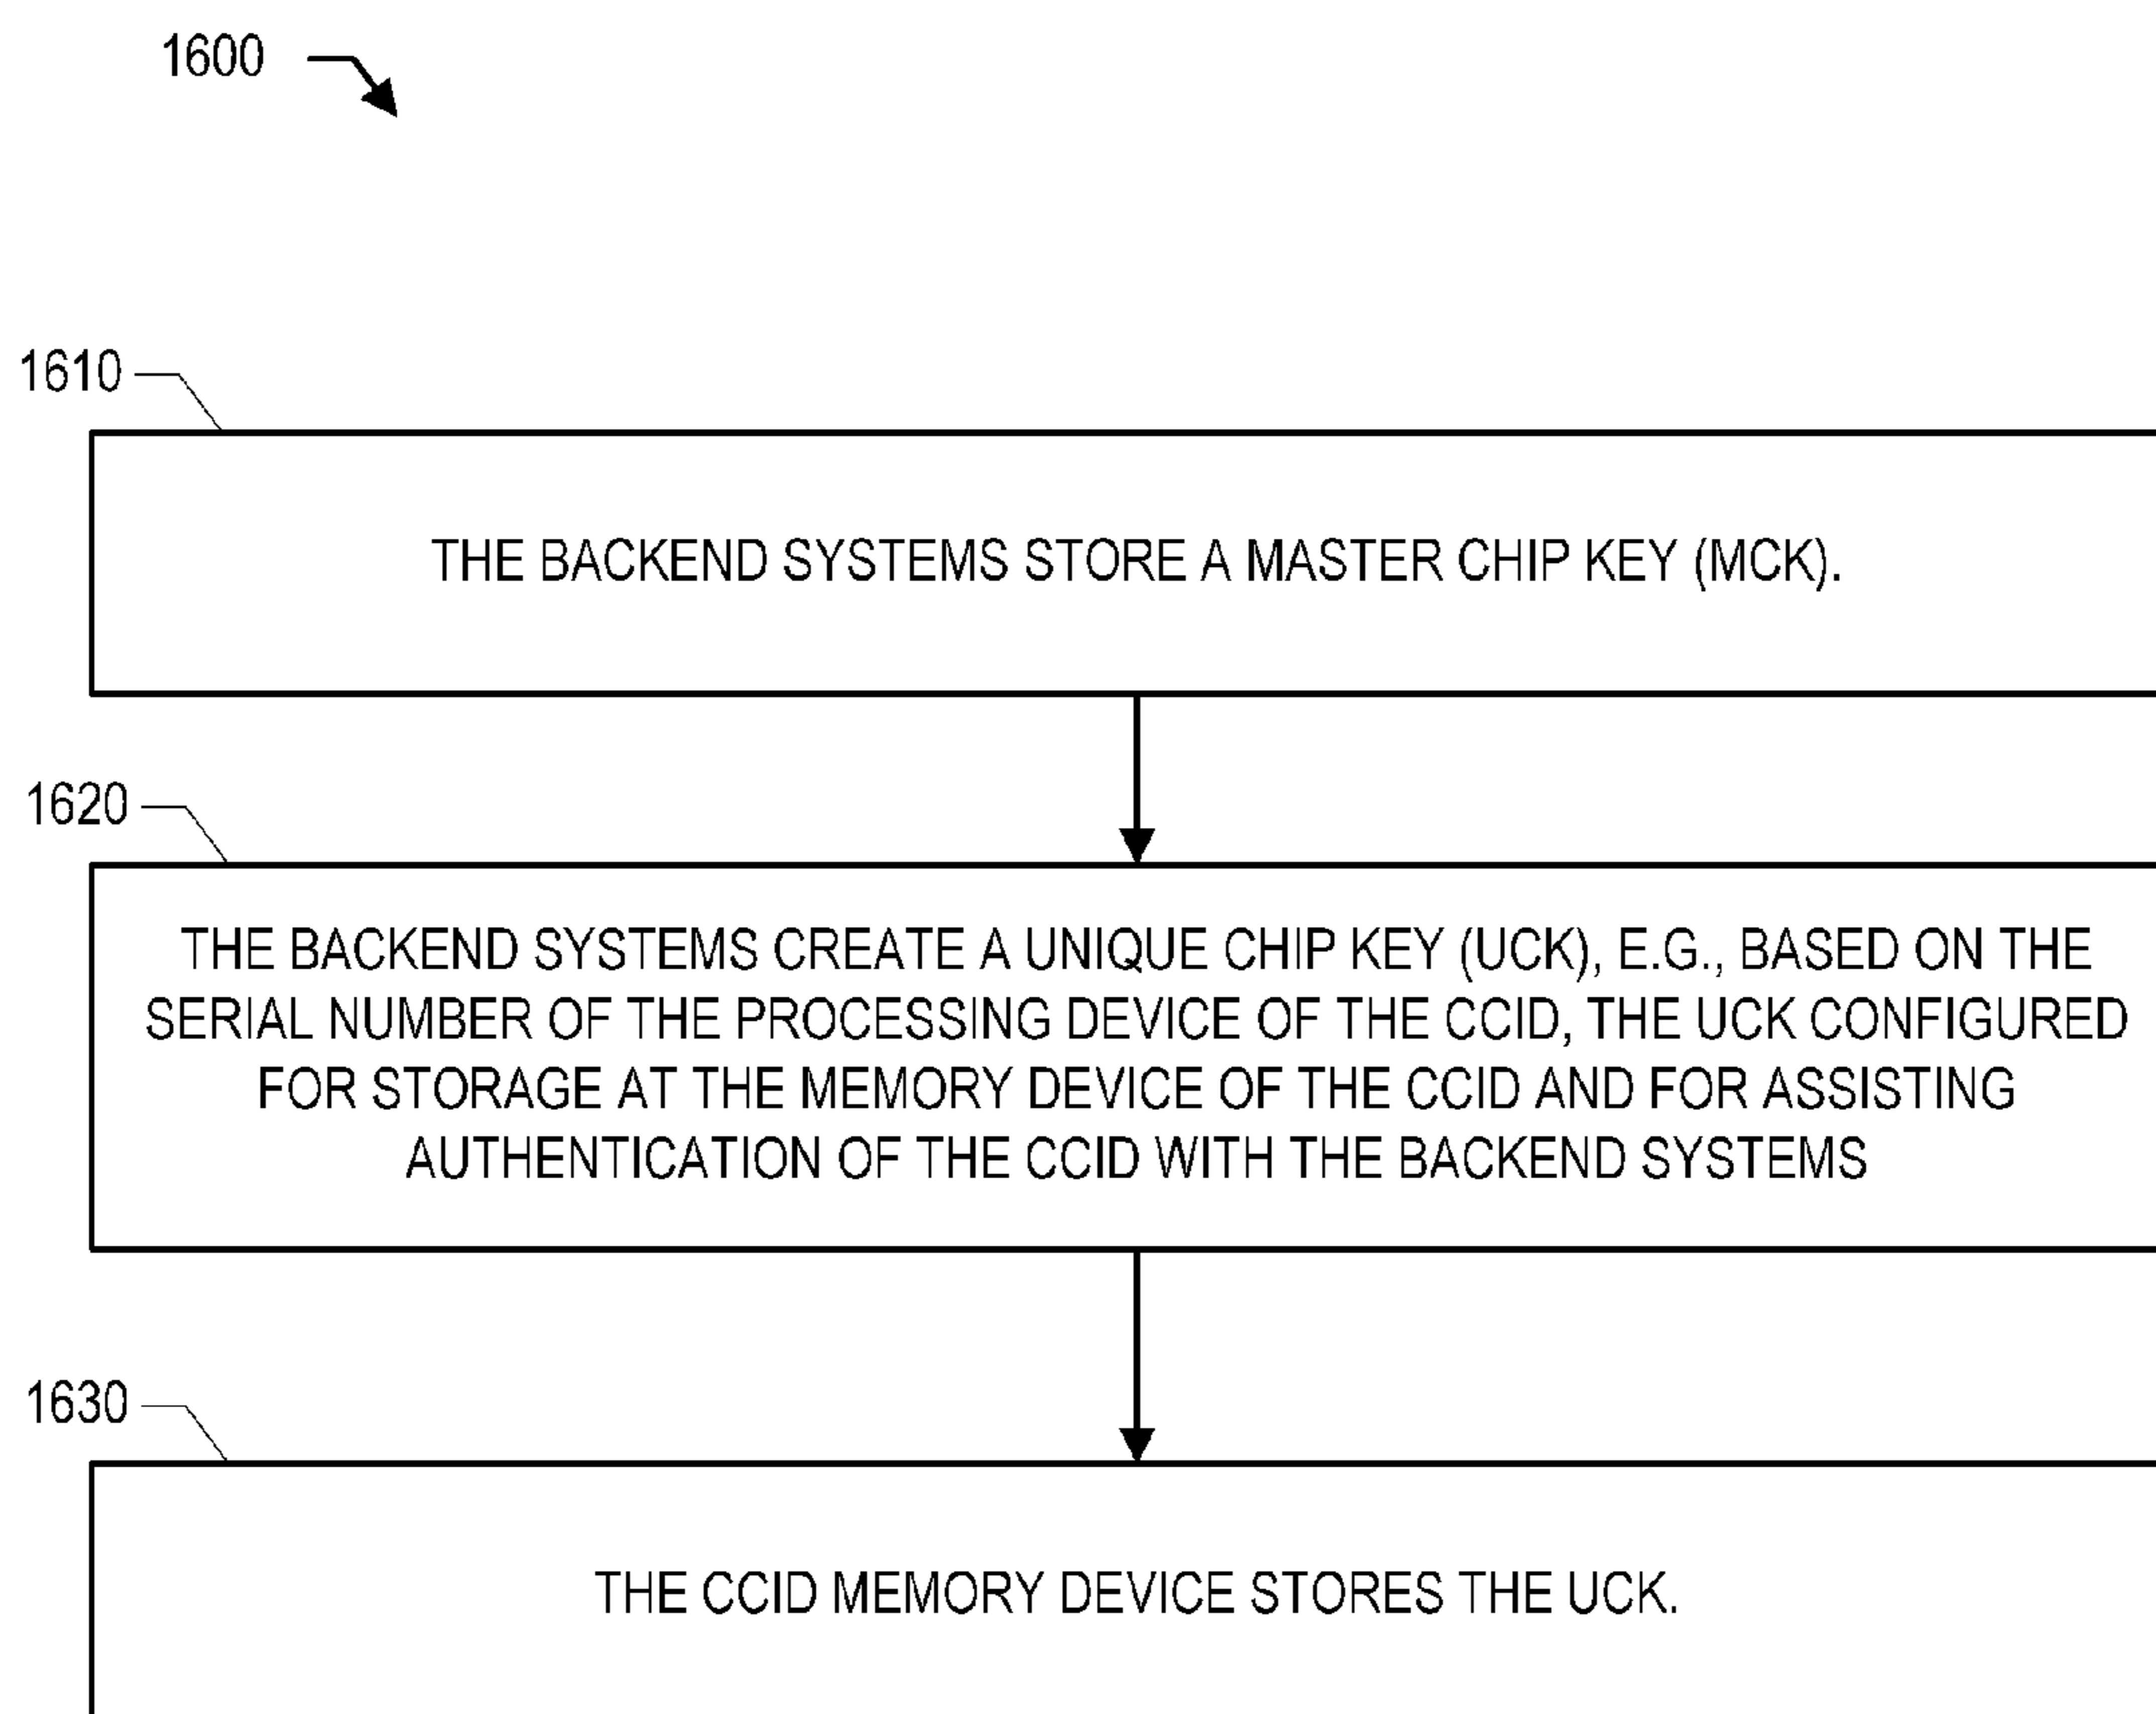 1600
1610
THE BACKEND SYSTEMS STORE A MASTER CHIP KEY (MCK).
1620
THE BACKEND SYSTEMS CREATE A UNIQUE CHIP KEY (UCK), E.G., BASED ON THE
SERIAL NUMBER OF THE PROCESSING DEVICE OF THE CCID, THE UCK CONFIGURED
FOR STORAGE AT THE MEMORY DEVICE OF THE CCID AND FOR ASSISTING
AUTHENTICATION OF THE CCID WITH THE BACKEND SYSTEMS
1630
THE CCID MEMORY DEVICE STORES THE UCK.